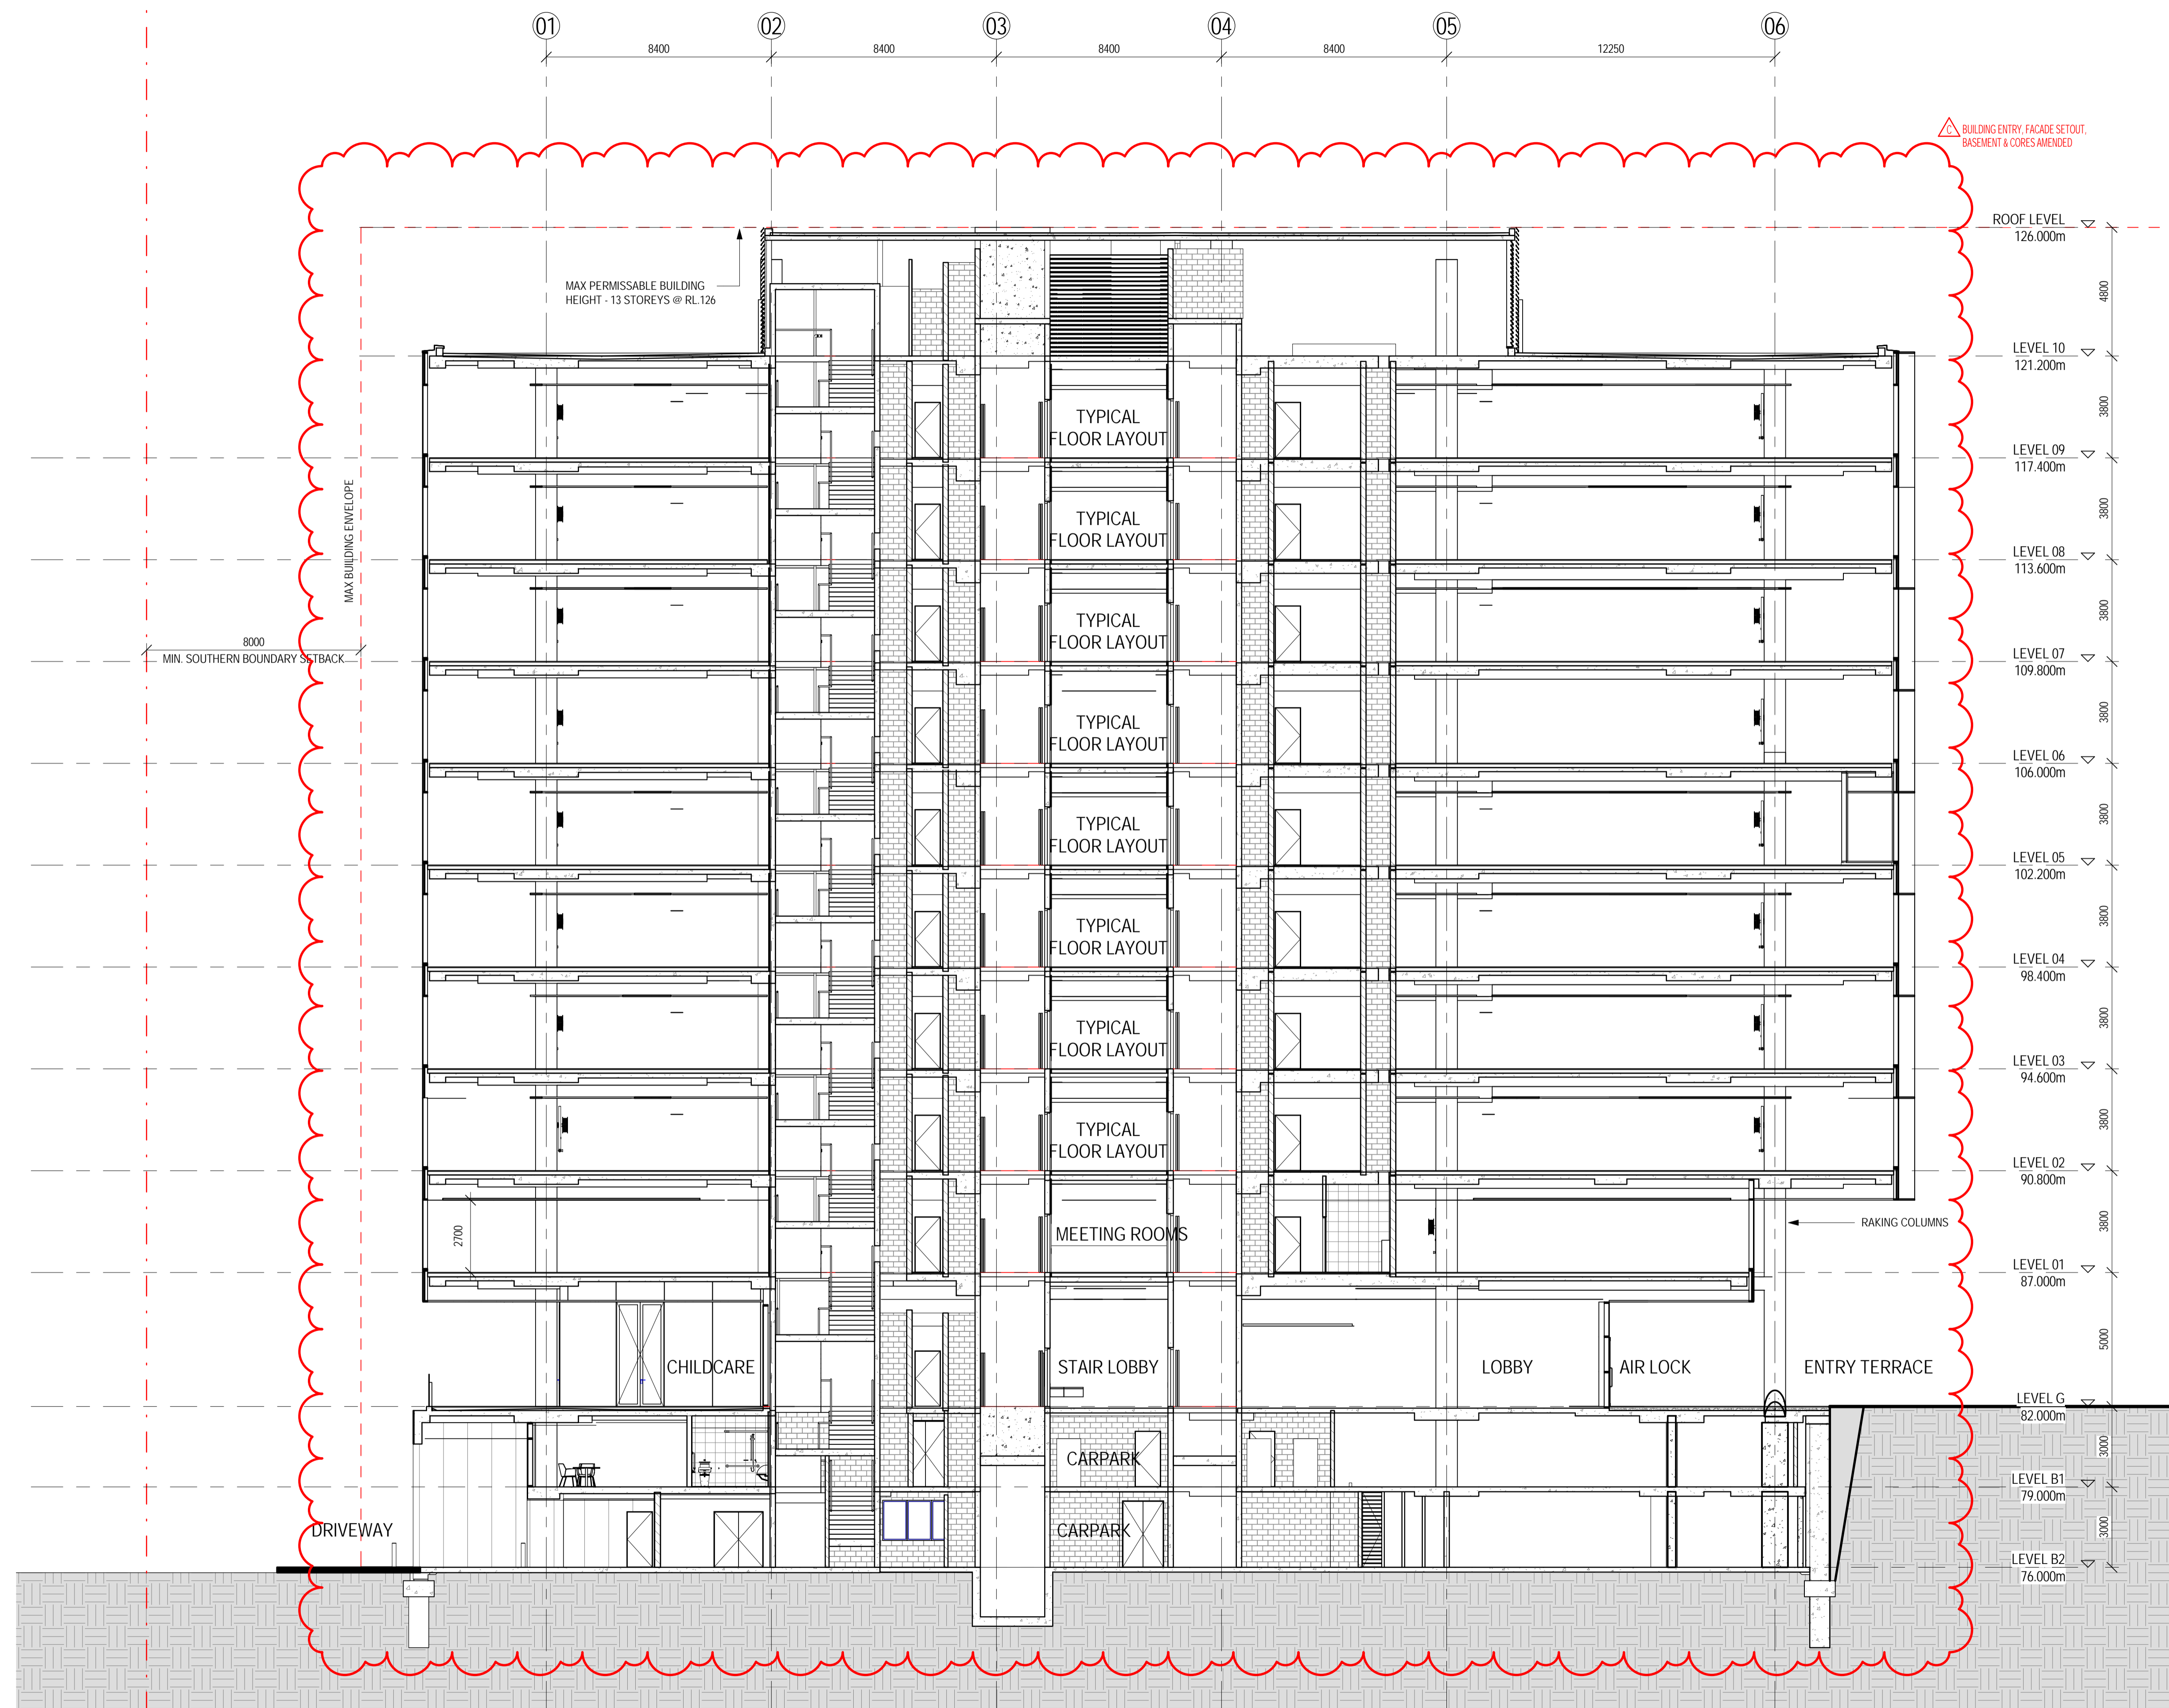 01
02
03
04
05
06
8400
8400
8400
8400
12250
C
BUILDING ENTRY, FACADE SETOUT,
BASEMENT & CORES AMENDED
ROOF LEVEL
126.000m
MAX PERMISSABLE BUILDING
HEIGHT - 13 STOREYS @ RL.126
4800
LEVEL 10
121.200m
TYPICAL
FLOOR LAYOUT
3800
LEVEL 09
117.400m
MAX BUILDING ENVELOPE
TYPICAL
FLOOR LAYOUT
3800
LEVEL 08
113.600m
TYPICAL
FLOOR LAYOUT
3800
8000
MIN. SOUTHERN BOUNDARY SETBACK
LEVEL 07
109.800m
TYPICAL
FLOOR LAYOUT
3800
LEVEL 06
106.000m
TYPICAL
FLOOR LAYOUT
3800
LEVEL 05
102.200m
TYPICAL
FLOOR LAYOUT
3800
LEVEL 04
98.400m
TYPICAL
FLOOR LAYOUT
3800
LEVEL 03
94.600m
TYPICAL
FLOOR LAYOUT
3800
LEVEL 02
90.800m
2700
MEETING ROOMS
RAKING COLUMNS
3800
LEVEL 01
87.000m
CHILDCARE
STAIR LOBBY
LOBBY
AIR LOCK
ENTRY TERRACE
5000
LEVEL G
82.000m
CARPARK
3000
LEVEL B1
79.000m
DRIVEWAY
CARPARK
3000
LEVEL B2
76.000m